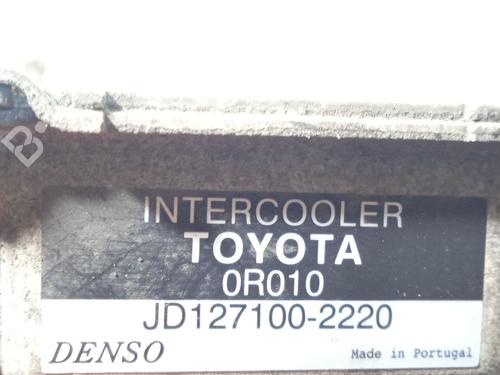 INTERCOOLER
TOYOTA
0R010
JD127100-2220
DENSO Made in Portugal